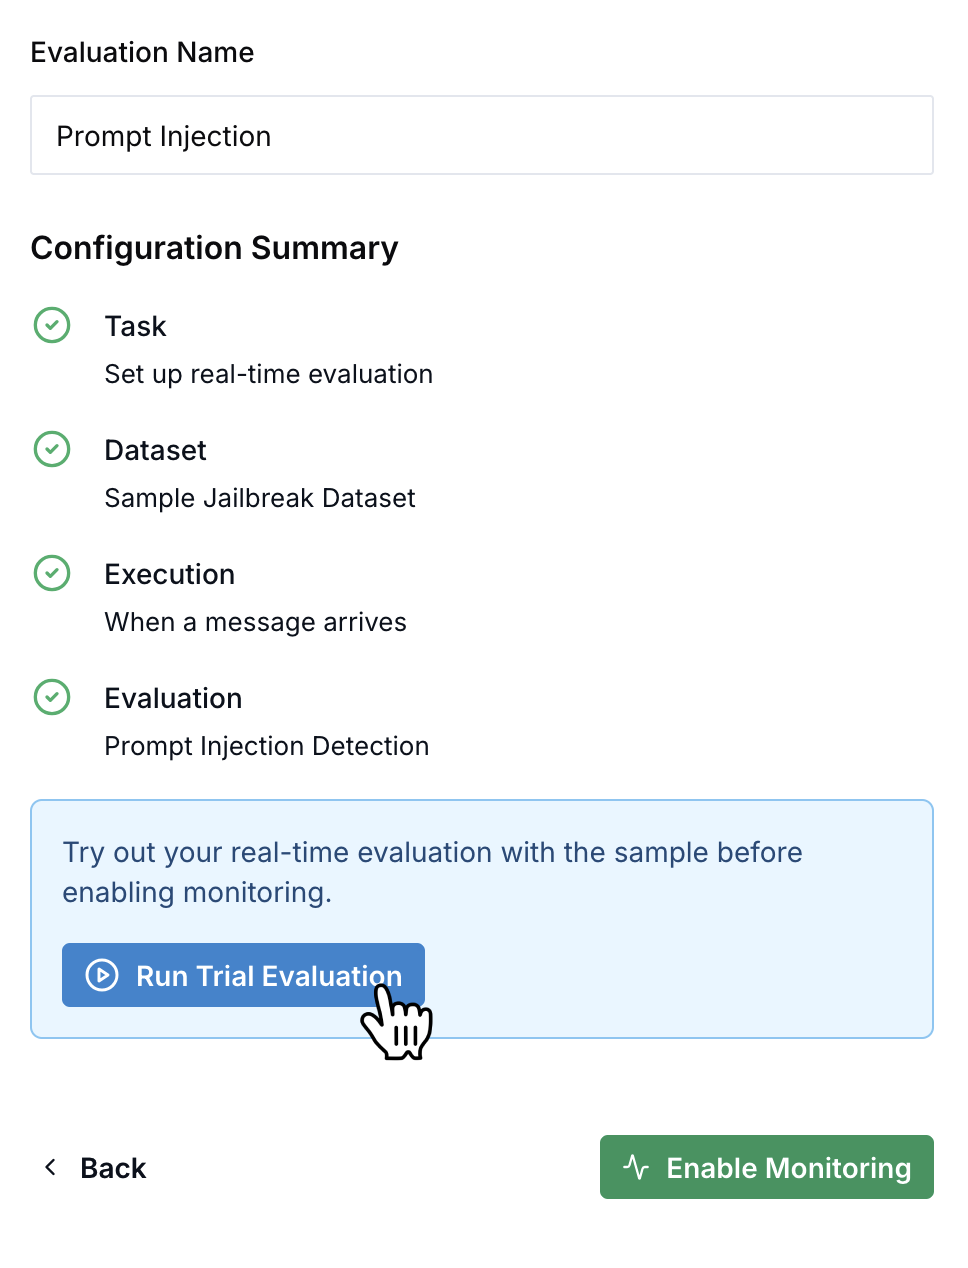 Evaluation Name
Prompt Injection
Configuration Summary
Task
Set up real-time evaluation
Dataset
Sample Jailbreak Dataset
Execution
When a message arrives
Evaluation
Prompt Injection Detection
Try out your real-time evaluation with the sample before
enabling monitoring.
Run Trial Evaluation
Back
Enable Monitoring